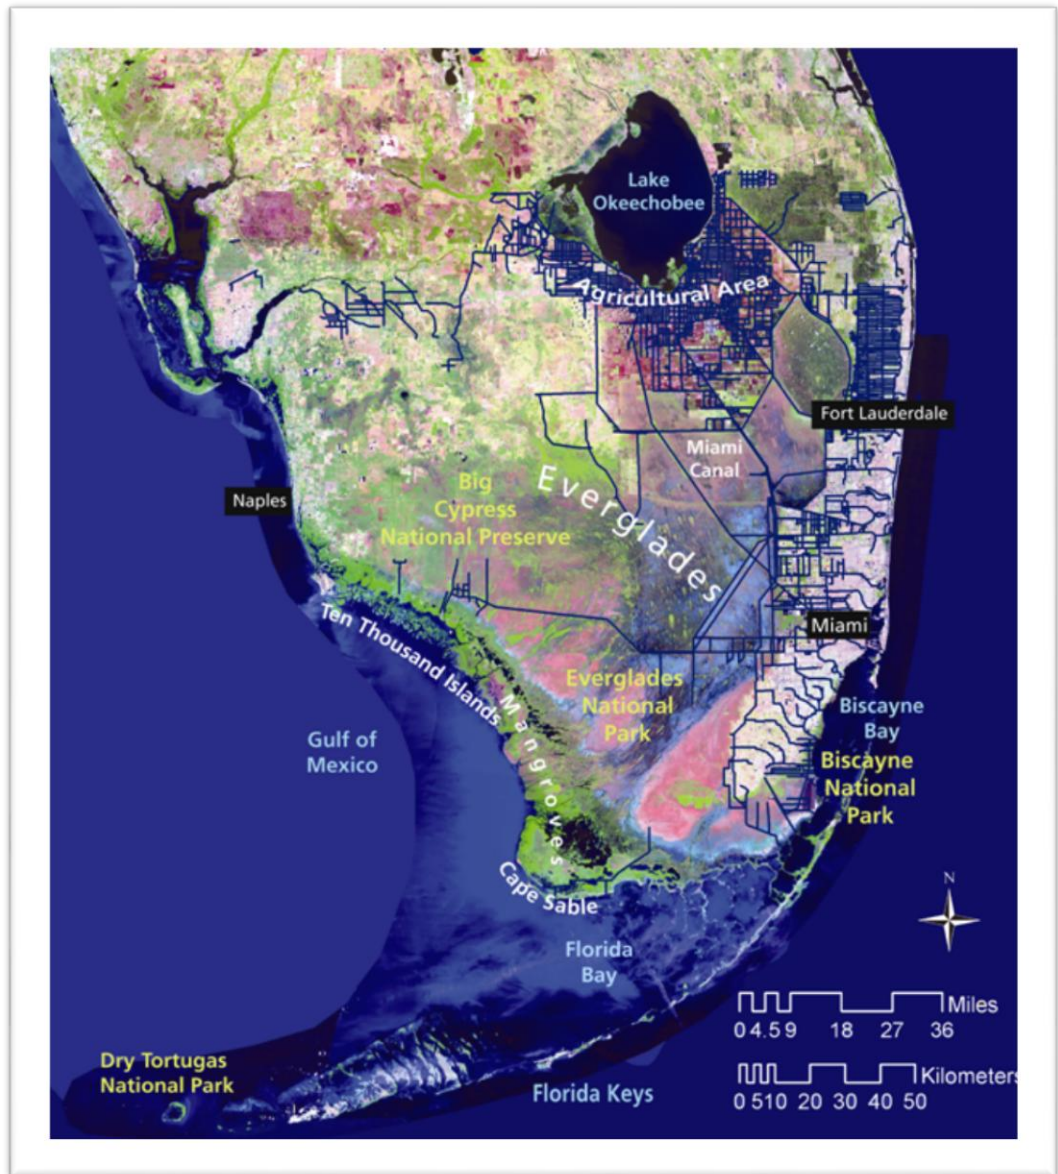 Lake
Okeechobee
Agricultural Area
Fort Lauderdale
Miami
Canal
Everglades
Naples
Big
Cypress
National Preserve
Ten Thousand Islands
Mangroves
Miami
Everglades
National
Park
Biscayne
Bay
Gulf of
Mexico
Biscayne
National
Park
Cape Sable
N
Florida
Bay
Miles
0 4.5 9 18 27 36
Dry Tortugas
National Park
Florida Keys
Kilometers
0 5 10 20 30 40 50